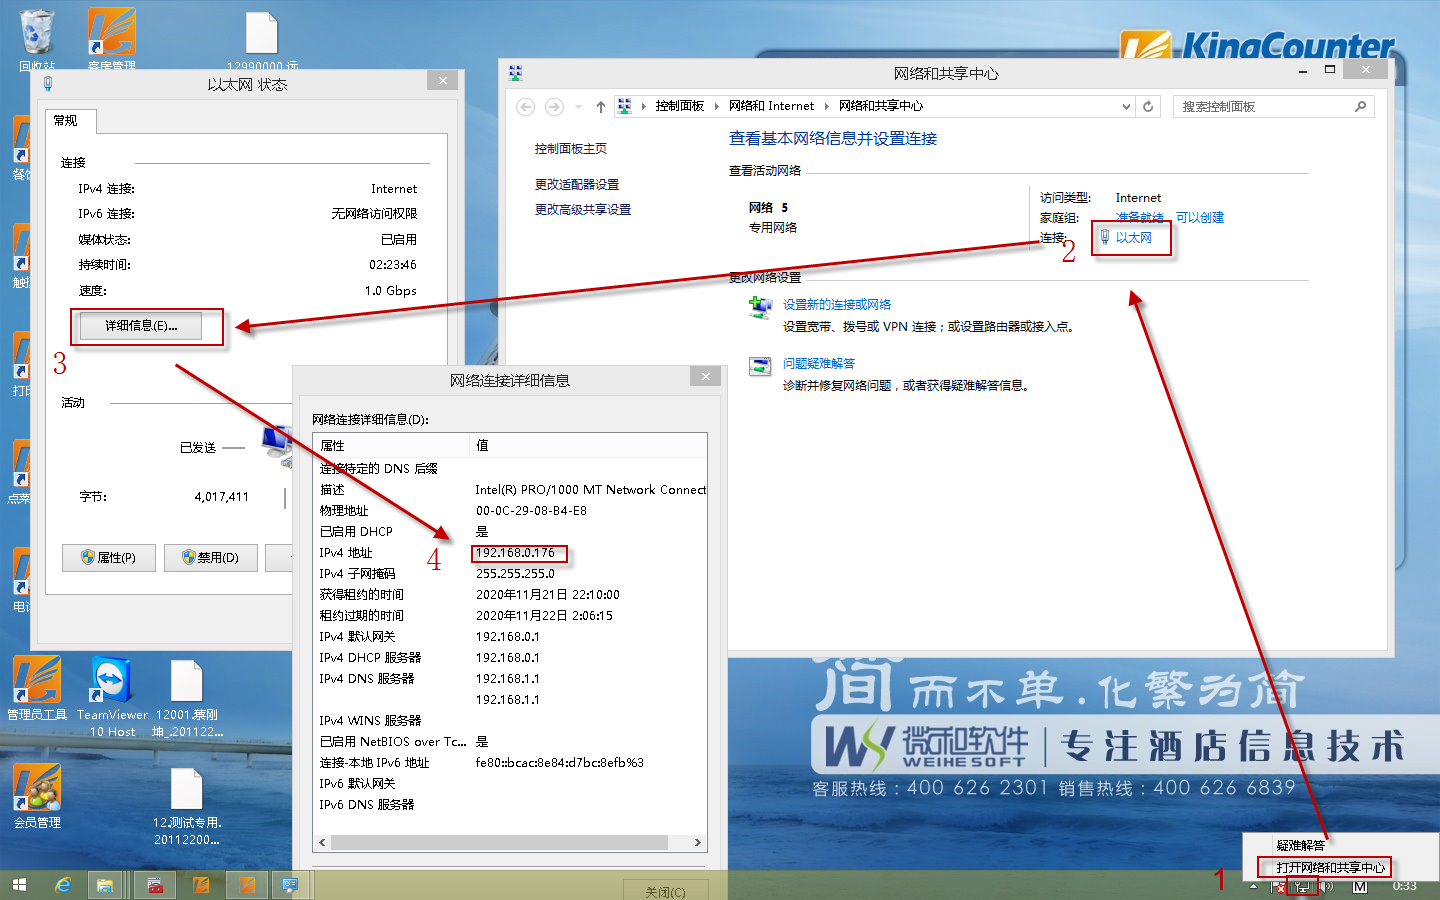 回收站
客房管理
12990000.远
KingCounter
以太网 状态
常规
连接
IPv4 连接:
Internet
IPv6 连接:
无网络访问权限
媒体状态:
已启用
持续时间:
02:23:46
速度:
1.0 Gbps
详细信息(E)...
3
活动
已发送
字节:
4,017,411
属性(P)
禁用(D)
网络和共享中心
控制面板
网络和 Internet
网络和共享中心
搜索控制面板
控制面板主页
更改适配器设置
更改高级共享设置
查看基本网络信息并设置连接
查看活动网络
网络 5
专用网络
访问类型:
Internet
家庭组:
准备就绪
可以创建
连接:
以太网
2
更改网络设置
设置新的连接或网络
设置宽带、拨号或 VPN 连接；或设置路由器或接入点。
问题疑难解答
诊断并修复网络问题，或者获得疑难解答信息。
网络连接详细信息
网络连接详细信息(D):
属性
值
连接特定的 DNS 后缀
描述
Intel(R) PRO/1000 MT Network Connect
物理地址
00-0C-29-08-B4-E8
已启用 DHCP
是
IPv4 地址
192.168.0.176
4
IPv4 子网掩码
255.255.255.0
获得租约的时间
2020年11月21日 22:10:00
租约过期的时间
2020年11月22日 2:06:15
IPv4 默认网关
192.168.0.1
IPv4 DHCP 服务器
192.168.0.1
IPv4 DNS 服务器
192.168.1.1
192.168.1.1
IPv4 WINS 服务器
已启用 NetBIOS over Tc...
是
连接-本地 IPv6 地址
fe80::bcac:8e84:d7bc:8efb%3
IPv6 默认网关
IPv6 DNS 服务器
关闭(C)
管理员工具
TeamViewer
10 Host
12001.蔡刚
坤_.201122...
会员管理
12.测试专用.
20112200...
简而不单.化繁为简
WS 微和软件
WEIHESOFT
专注酒店信息技术
客服热线：400 626 2301 销售热线：400 626 6839
疑难解答
打开网络和共享中心
1
M
0:33